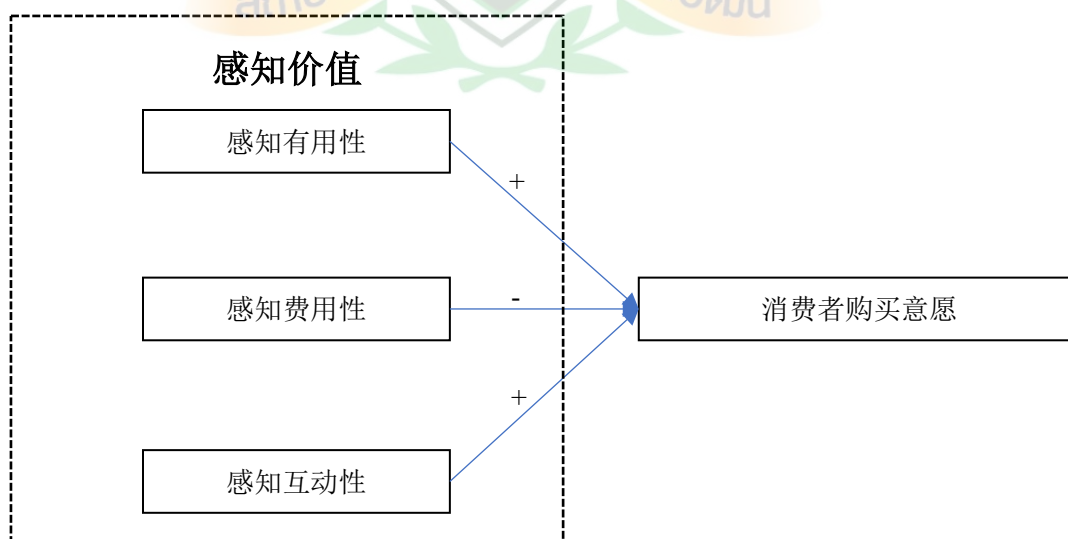 感知价值
感知有用性
+
感知费用性
-
消费者购买意愿
+
感知互动性